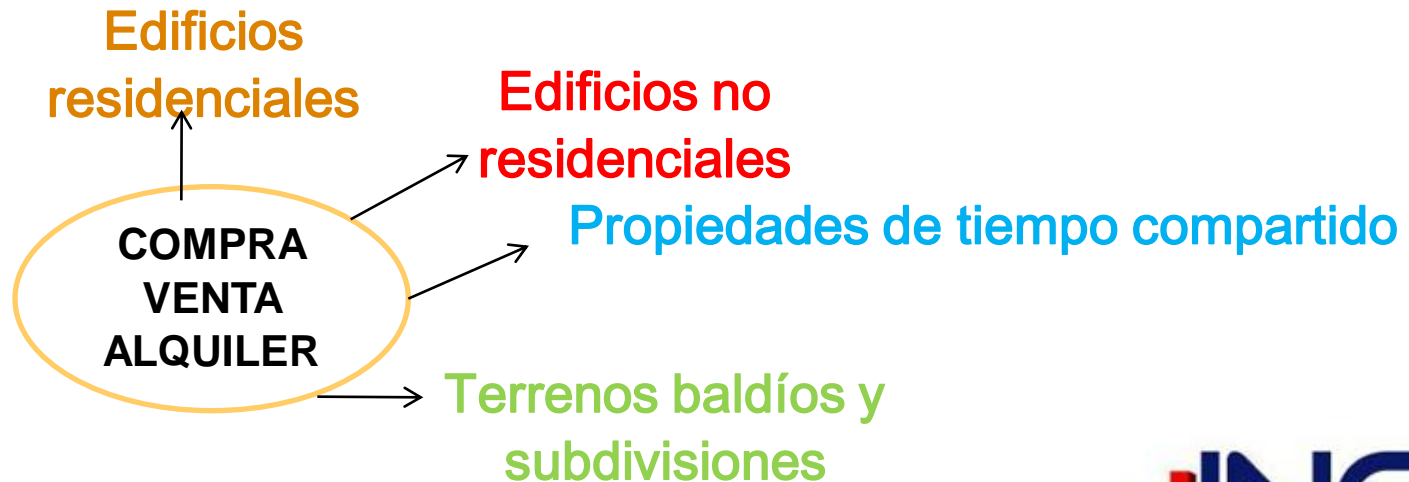 Edificios
residenciales
Edificios no
residenciales
Propiedades de tiempo compartido
COMPRA
VENTA
ALQUILER
Terrenos baldíos y
subdivisiones